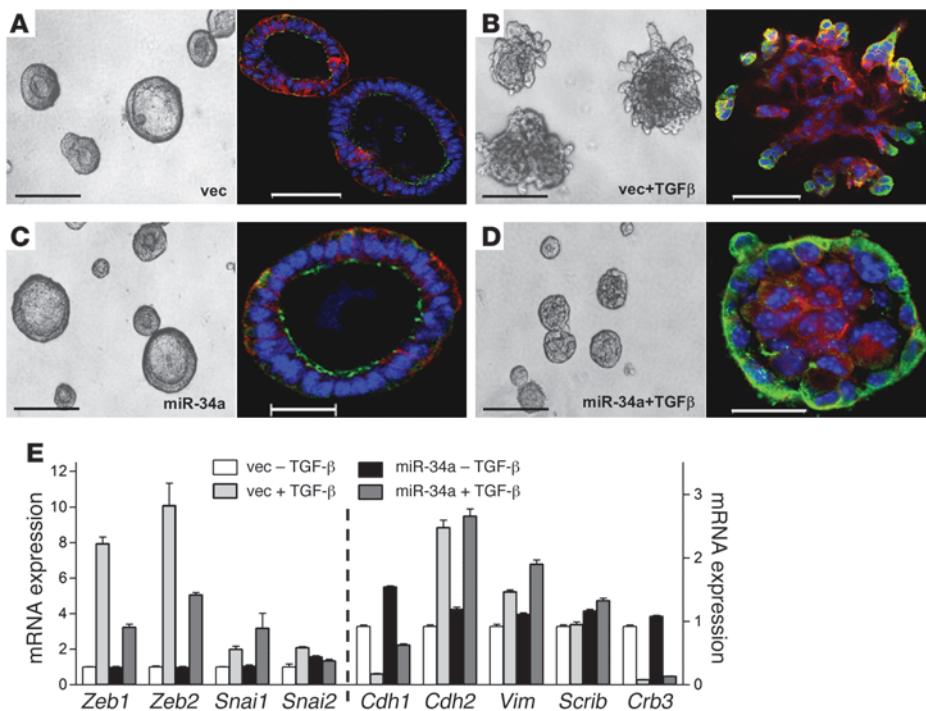 A
vec
B
vec+TGFβ
C
miR-34a
D
miR-34a+TGFβ
E
vec – TGF-β
vec + TGF-β
miR-34a – TGF-β
miR-34a + TGF-β
mRNA expression
12
10
8
6
4
2
0
mRNA expression
3
2
1
0
Zeb1 Zeb2 Snai1 Snai2 Cdh1 Cdh2 Vim Scrib Crb3